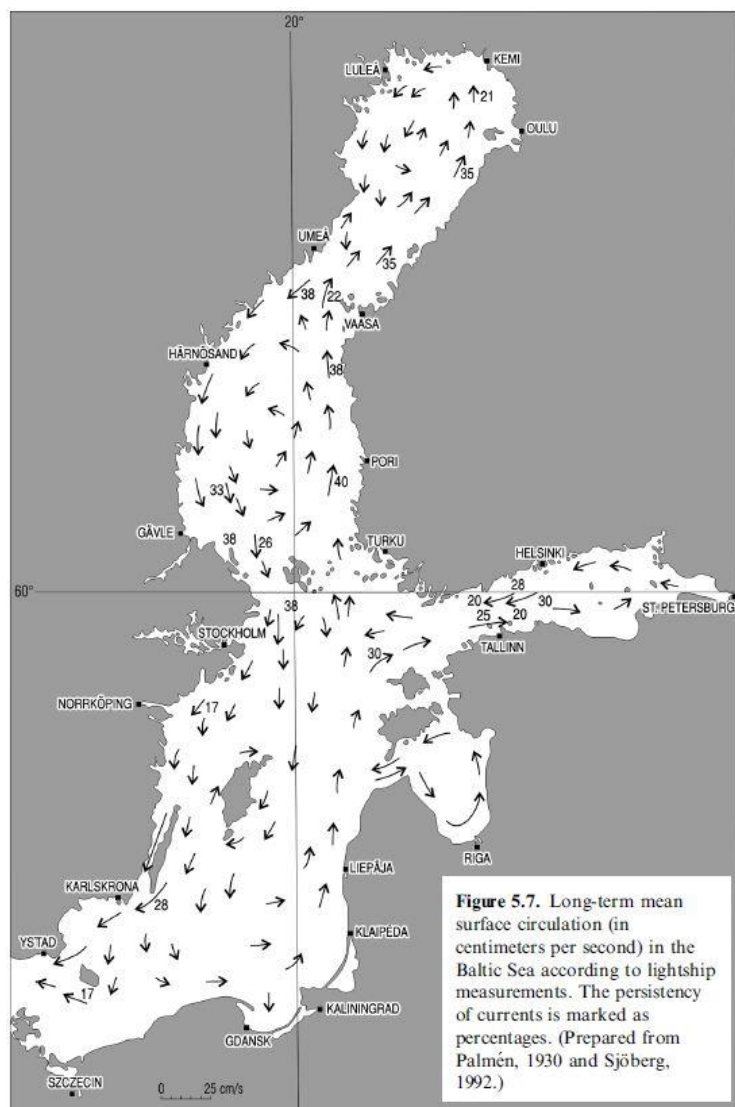 20°
KEMI
LULEÅ
21
OULU
35
UMEÅ
35
38
22
VAASA
HÄRNÖSAND
38
PORI
33
40
GÄVLE
38
26
TURKU
HELSINKI
28
60°
38
20
30
ST. PETERSBURG
25
20
STOCKHOLM
TALLINN
30
NORRKÖPING
17
RIGA
LIEPÂJA
KARLSKRONA
28
KLAIPÉDA
YSTAD
17
KALININGRAD
GDANSK
SZCZECIN
0 25 cm/s
Figure 5.7. Long-term mean
surface circulation (in
centimeters per second) in the
Baltic Sea according to lightship
measurements. The persistency
of currents is marked as
percentages. (Prepared from
Palmén, 1930 and Sjöberg,
1992.)